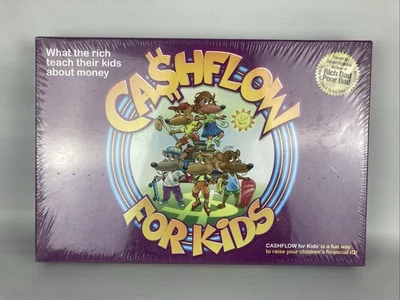 What the rich
teach their kids
about money
CA$HFLOW
FOR KIDS
Rich Dad
Poor Dad
CASHFLOW for Kids is a fun way
to raise your children's financial IQ!